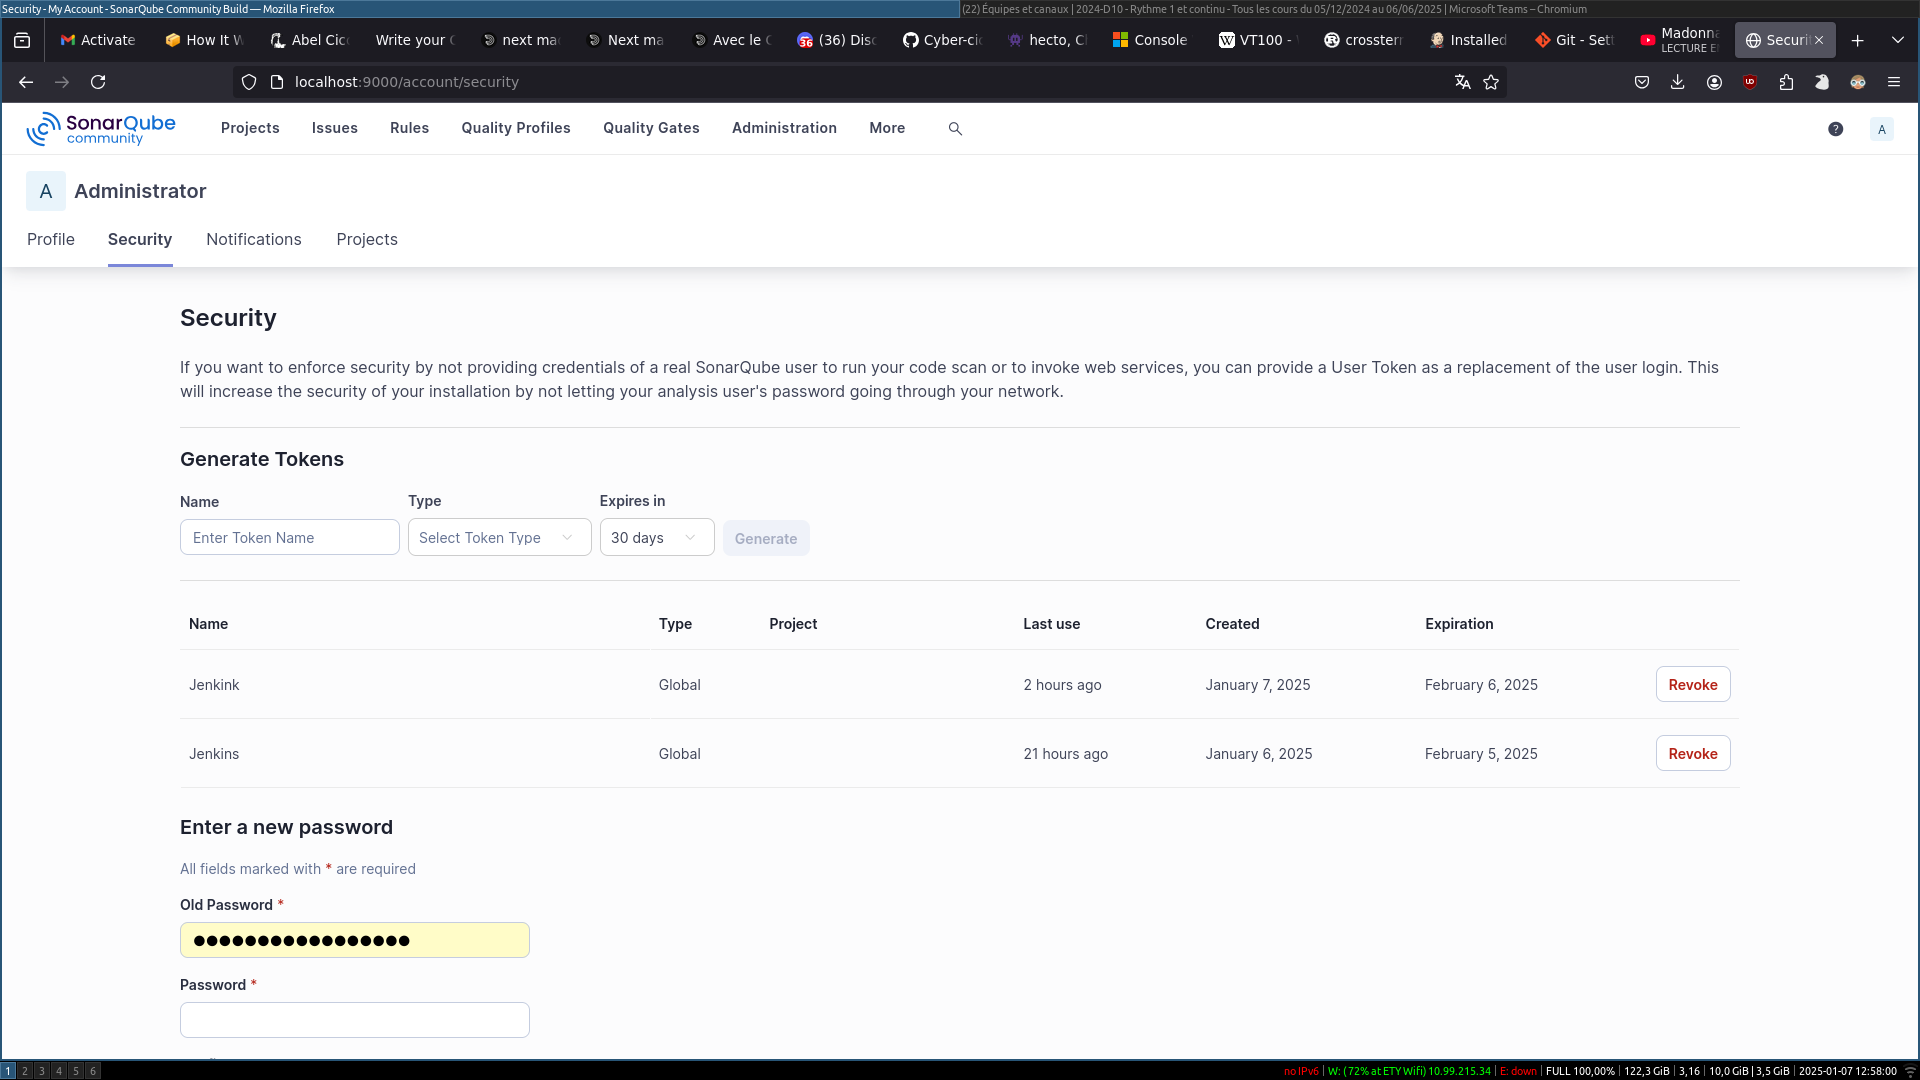 Security - My Account - SonarQube Community Build — Mozilla Firefox
(22) Équipes et canaux | 2024-D10 - Rythme 1 et continu - Tous les cours du 05/12/2024 au 06/06/2025 | Microsoft Teams – Chromium
Activate
How It W
Abel Cic
Write your
next ma
Next ma
Avec le
(36) Disc
Cyber-ci
hecto, C
Console
VT100 -
crossterm
Installed
Git - Sett
Madonna
LECTURE E
Securi
localhost:9000/account/security
SonarQube
community
Projects
Issues
Rules
Quality Profiles
Quality Gates
Administration
More
?
A
A
Administrator
Profile
Security
Notifications
Projects
Security
If you want to enforce security by not providing credentials of a real SonarQube user to run your code scan or to invoke web services, you can provide a User Token as a replacement of the user login. This
will increase the security of your installation by not letting your analysis user's password going through your network.
Generate Tokens
Name
Type
Expires in
Enter Token Name
Select Token Type
30 days
Generate
Name Type Project Last use Created Expiration
Jenkink Global 2 hours ago January 7, 2025 February 6, 2025 Revoke
Jenkins Global 21 hours ago January 6, 2025 February 5, 2025 Revoke
Enter a new password
All fields marked with * are required
Old Password *
●●●●●●●●●●●●●●●●●
Password *
1 2 3 4 5 6
no IPv6 | W: ( 72% at ETY Wifi) 10.99.215.34 | E: down | FULL 100,00% | 122,3 GiB | 3,16 | 10,0 GiB | 3,5 GiB | 2025-01-07 12:58:00